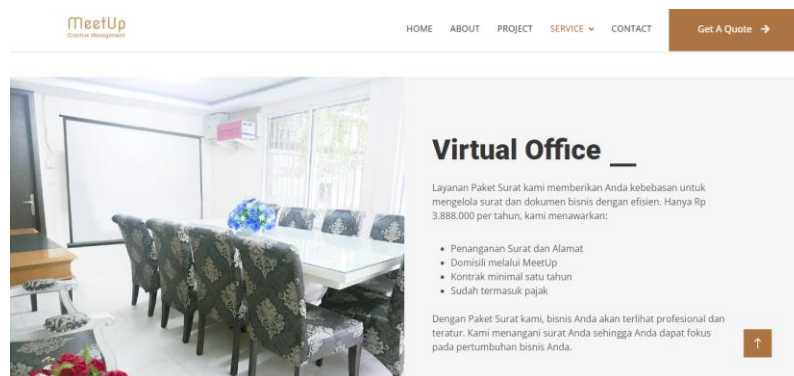 MeetUp
Creative Management
HOME ABOUT PROJECT SERVICE CONTACT Get A Quote
Virtual Office
Layanan Paket Surat kami memberikan Anda kebebasan untuk
mengelola surat dan dokumen bisnis dengan efisien. Hanya Rp
3.888.000 per tahun, kami menawarkan:
Penanganan Surat dan Alamat
Domisili melalui MeetUp
Kontrak minimal satu tahun
Sudah termasuk pajak
Dengan Paket Surat kami, bisnis Anda akan terlihat profesional dan
teratur. Kami menangani surat Anda sehingga Anda dapat fokus
pada pertumbuhan bisnis Anda.